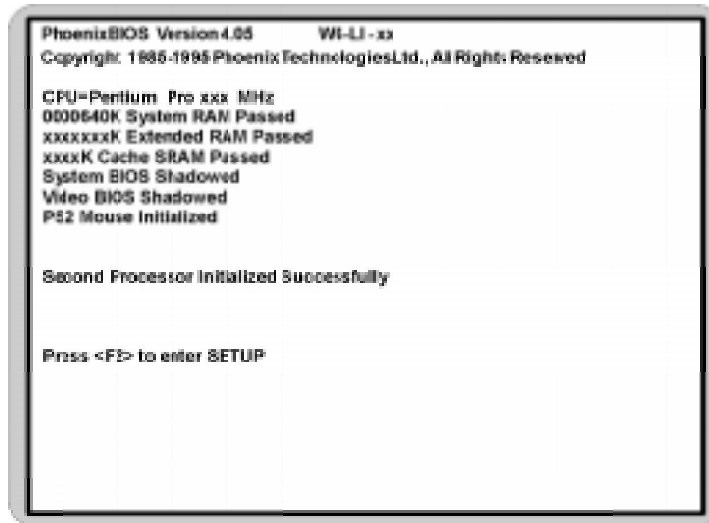 PhoenixBIOS Version 4.05 WI-LI - xx
Copyright 1985-1995 Phoenix Technologies Ltd., All Rights Reserved
CPU=Pentium Pro xxx MHz
0000640K System RAM Passed
xxxxxxxK Extended RAM Passed
xxxxK Cache SRAM Passed
System BIOS Shadowed
Video BIOS Shadowed
PS2 Mouse Initialized
Second Processor Initialized Successfully
Press <F2> to enter SETUP